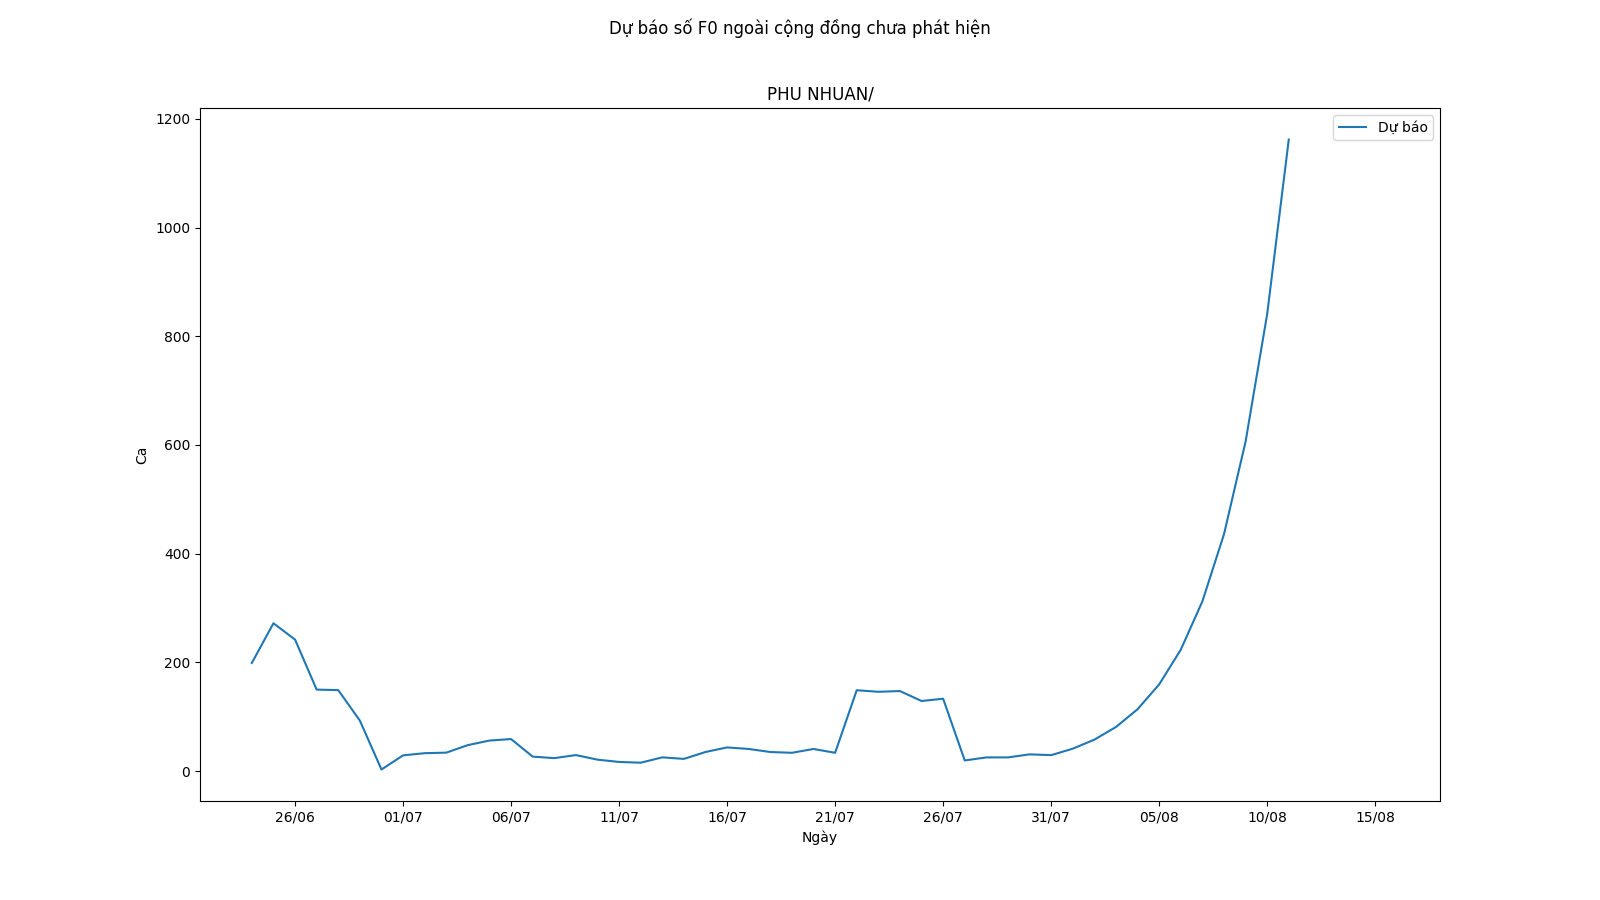 Dự báo số F0 ngoài cộng đồng chưa phát hiện
PHU NHUAN/
Dự báo
1200
1000
800
600
400
200
0
Ca
26/06 01/07 06/07 11/07 16/07 21/07 26/07 31/07 05/08 10/08 15/08
Ngày